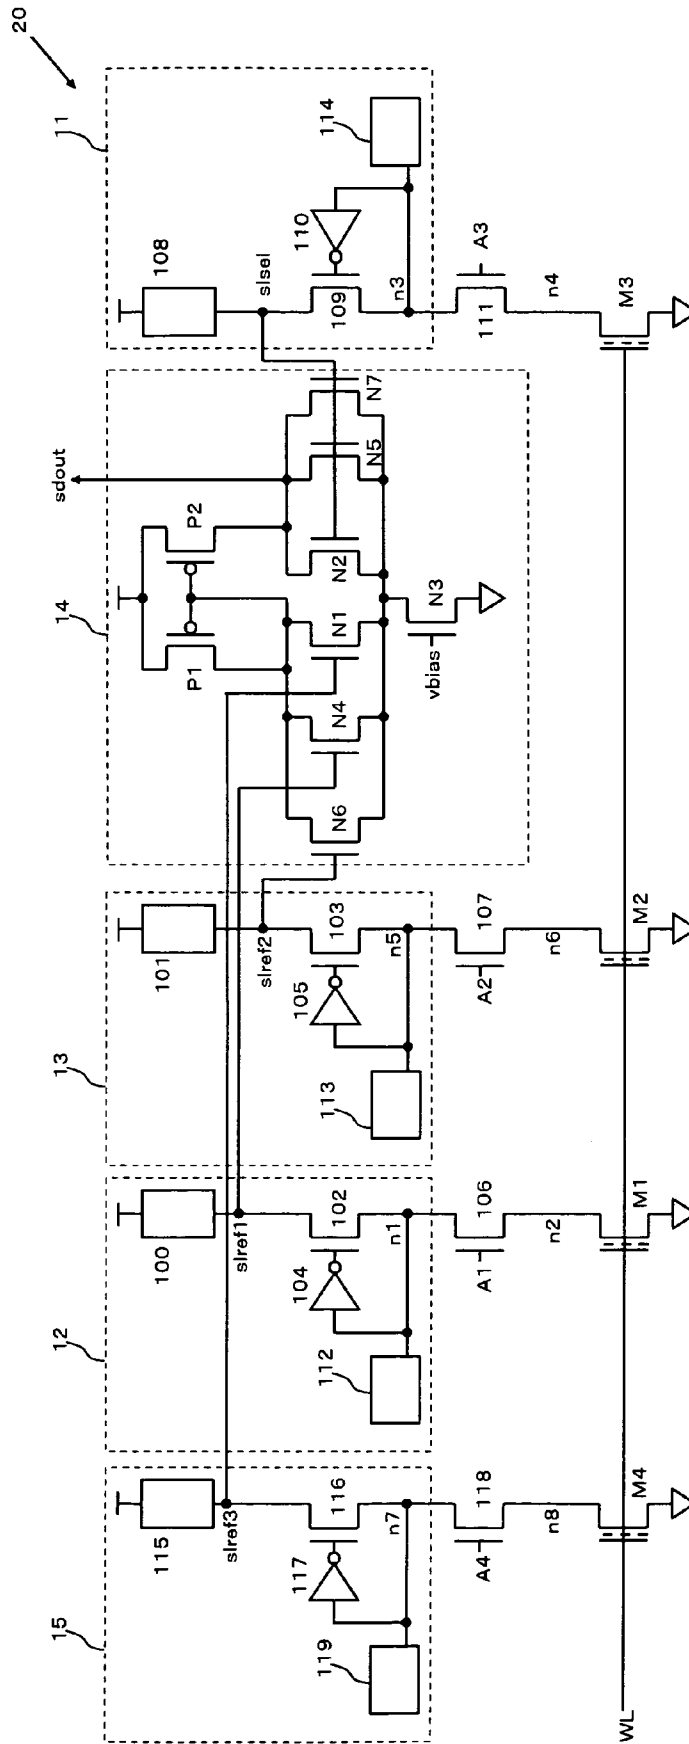 20
15
115
slref3
116
117
n7
119
118
A4
n8
M4
12
100
slref1
102
104
n1
112
106
A1
n2
M1
13
101
slref2
103
105
n5
113
107
A2
n6
M2
14
sdout
P1
P2
N6
N4
N1
N2
N5
N7
N3
vbias
11
108
slsel
109
110
n3
114
111
A3
n4
M3
WL